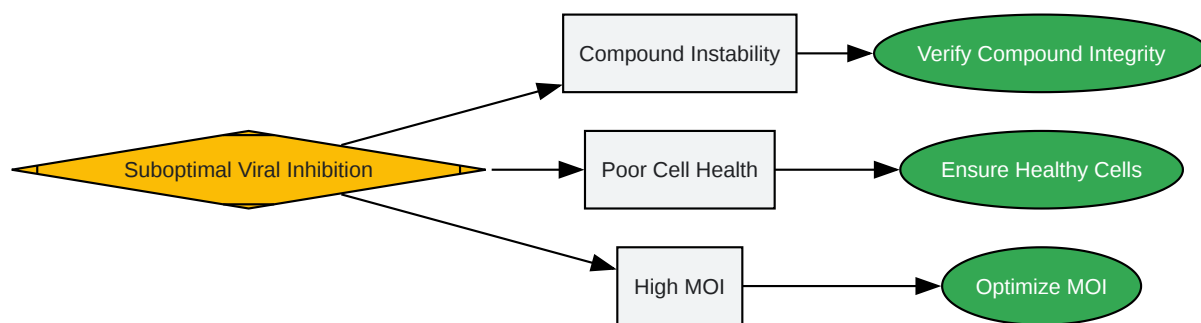 Compound Instability
Verify Compound Integrity
Suboptimal Viral Inhibition
Poor Cell Health
Ensure Healthy Cells
High MOI
Optimize MOI